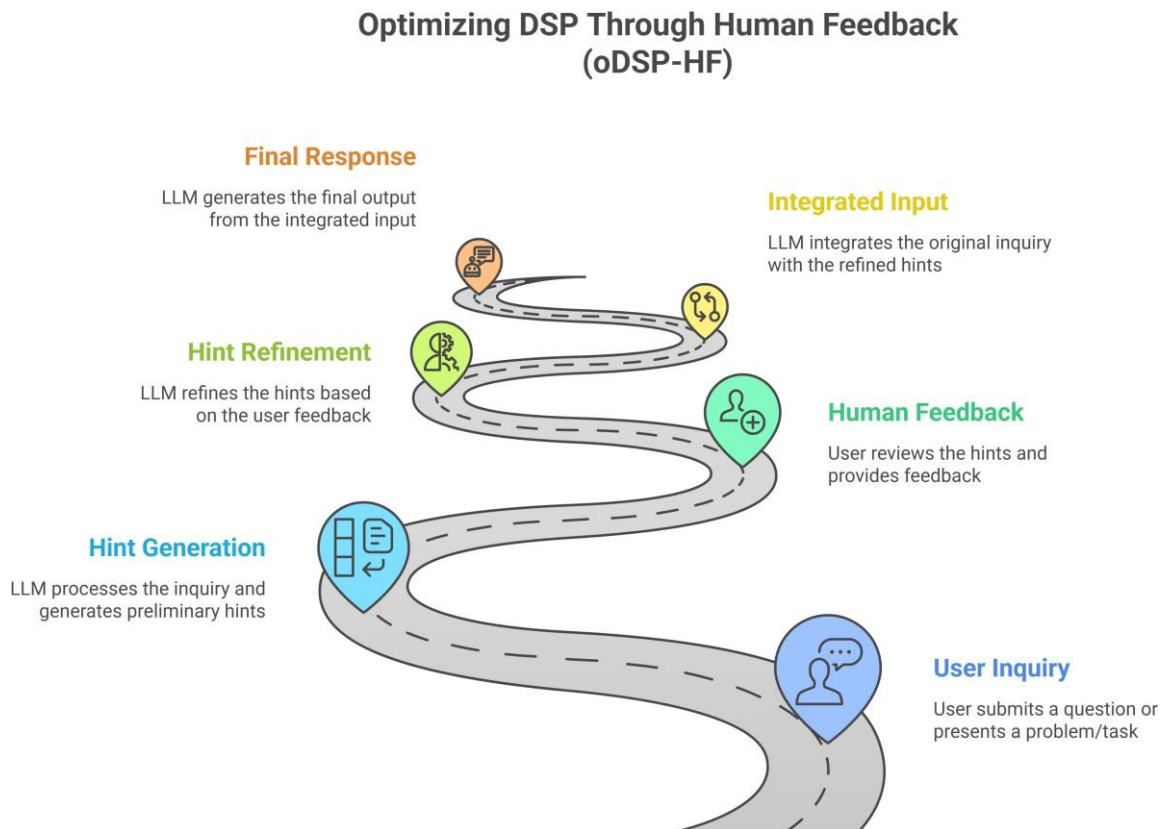 Optimizing DSP Through Human Feedback
(oDSP-HF)
Final Response
LLM generates the final output
from the integrated input
Integrated Input
LLM integrates the original inquiry
with the refined hints
Hint Refinement
LLM refines the hints based
on the user feedback
Human Feedback
User reviews the hints and
provides feedback
Hint Generation
LLM processes the inquiry and
generates preliminary hints
User Inquiry
User submits a question or
presents a problem/task